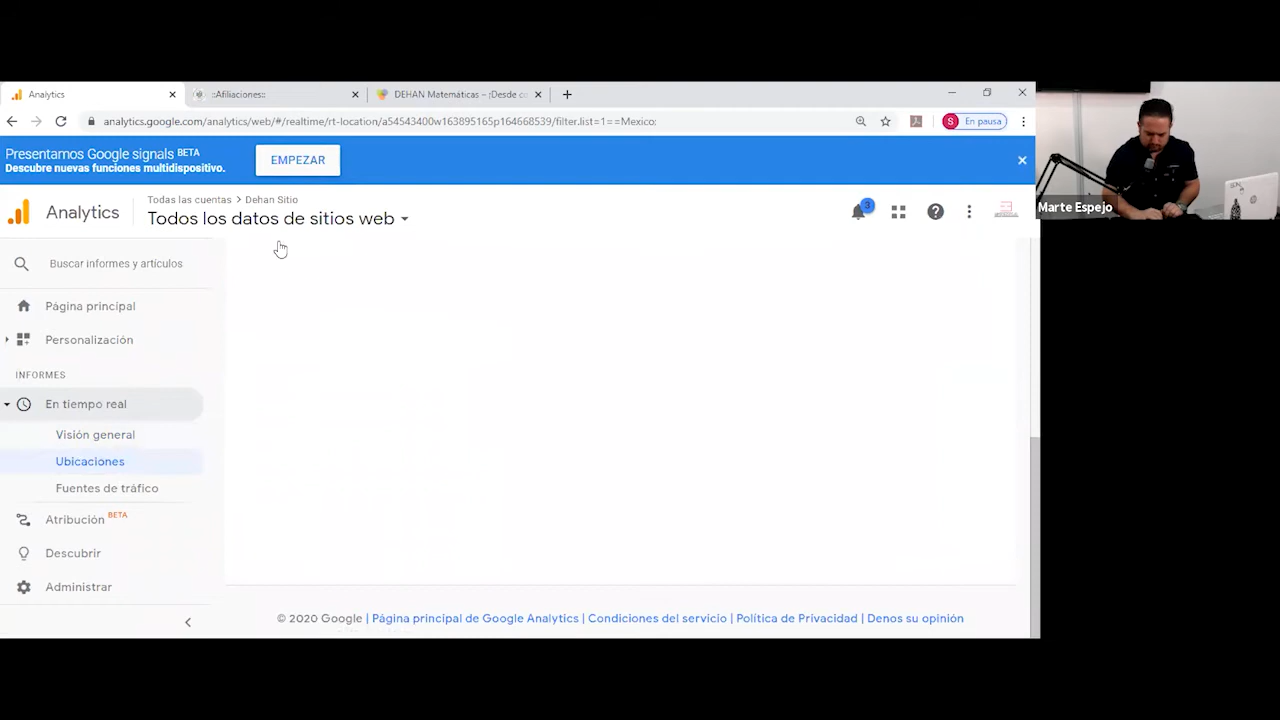 Analytics
::Afiliaciones::
DEHAN Matemáticas – ¡Desde co
analytics.google.com/analytics/web/#/realtime/rt-location/a54543400w163895165p164668539/filter.list=1==Mexico:
S
En pausa
Presentamos Google signals BETA
Descubre nuevas funciones multidispositivo.
EMPEZAR
Analytics
Todas las cuentas > Dehan Sitio
Todos los datos de sitios web
3
Marte Espejo
Buscar informes y artículos
Página principal
Personalización
INFORMES
En tiempo real
Visión general
Ubicaciones
Fuentes de tráfico
Atribución BETA
Descubrir
Administrar
© 2020 Google | Página principal de Google Analytics | Condiciones del servicio | Política de Privacidad | Denos su opinión